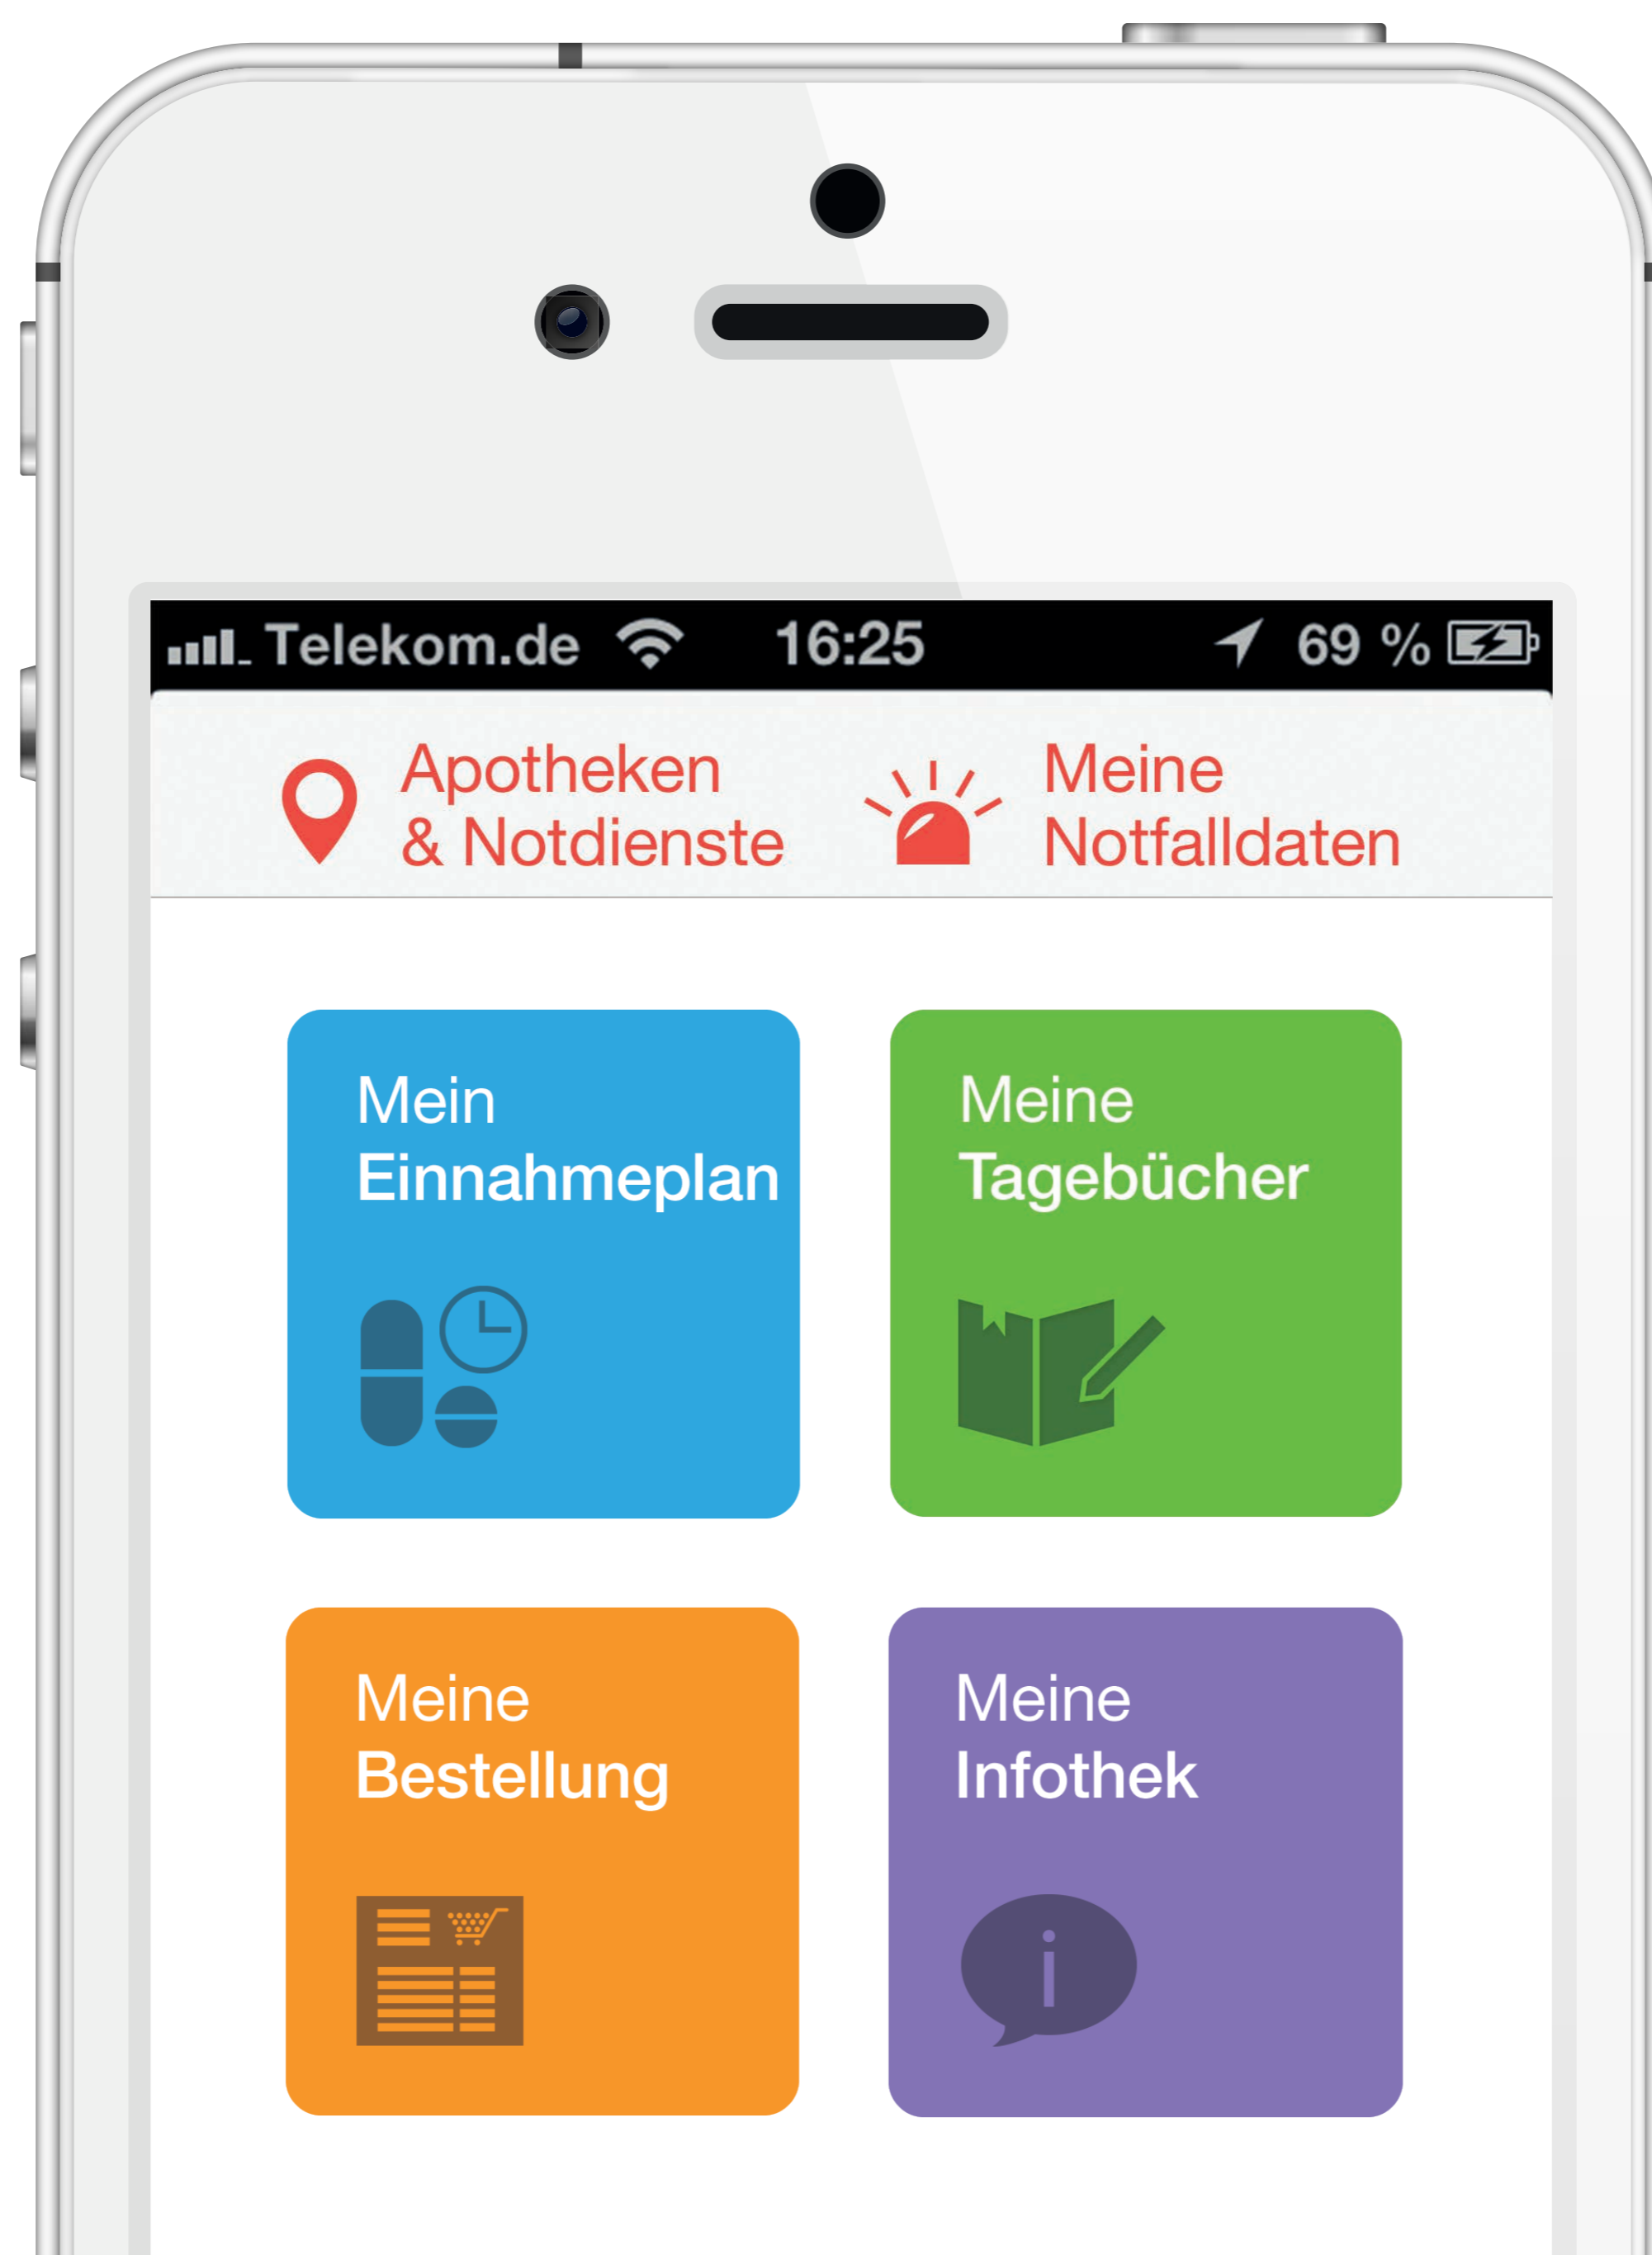 Telekom.de 16:25 69 %
Apotheken
& Notdienste
Meine
Notfalldaten
Mein
Einnahmeplan
Meine
Tagebücher
Meine
Bestellung
Meine
Infothek
i